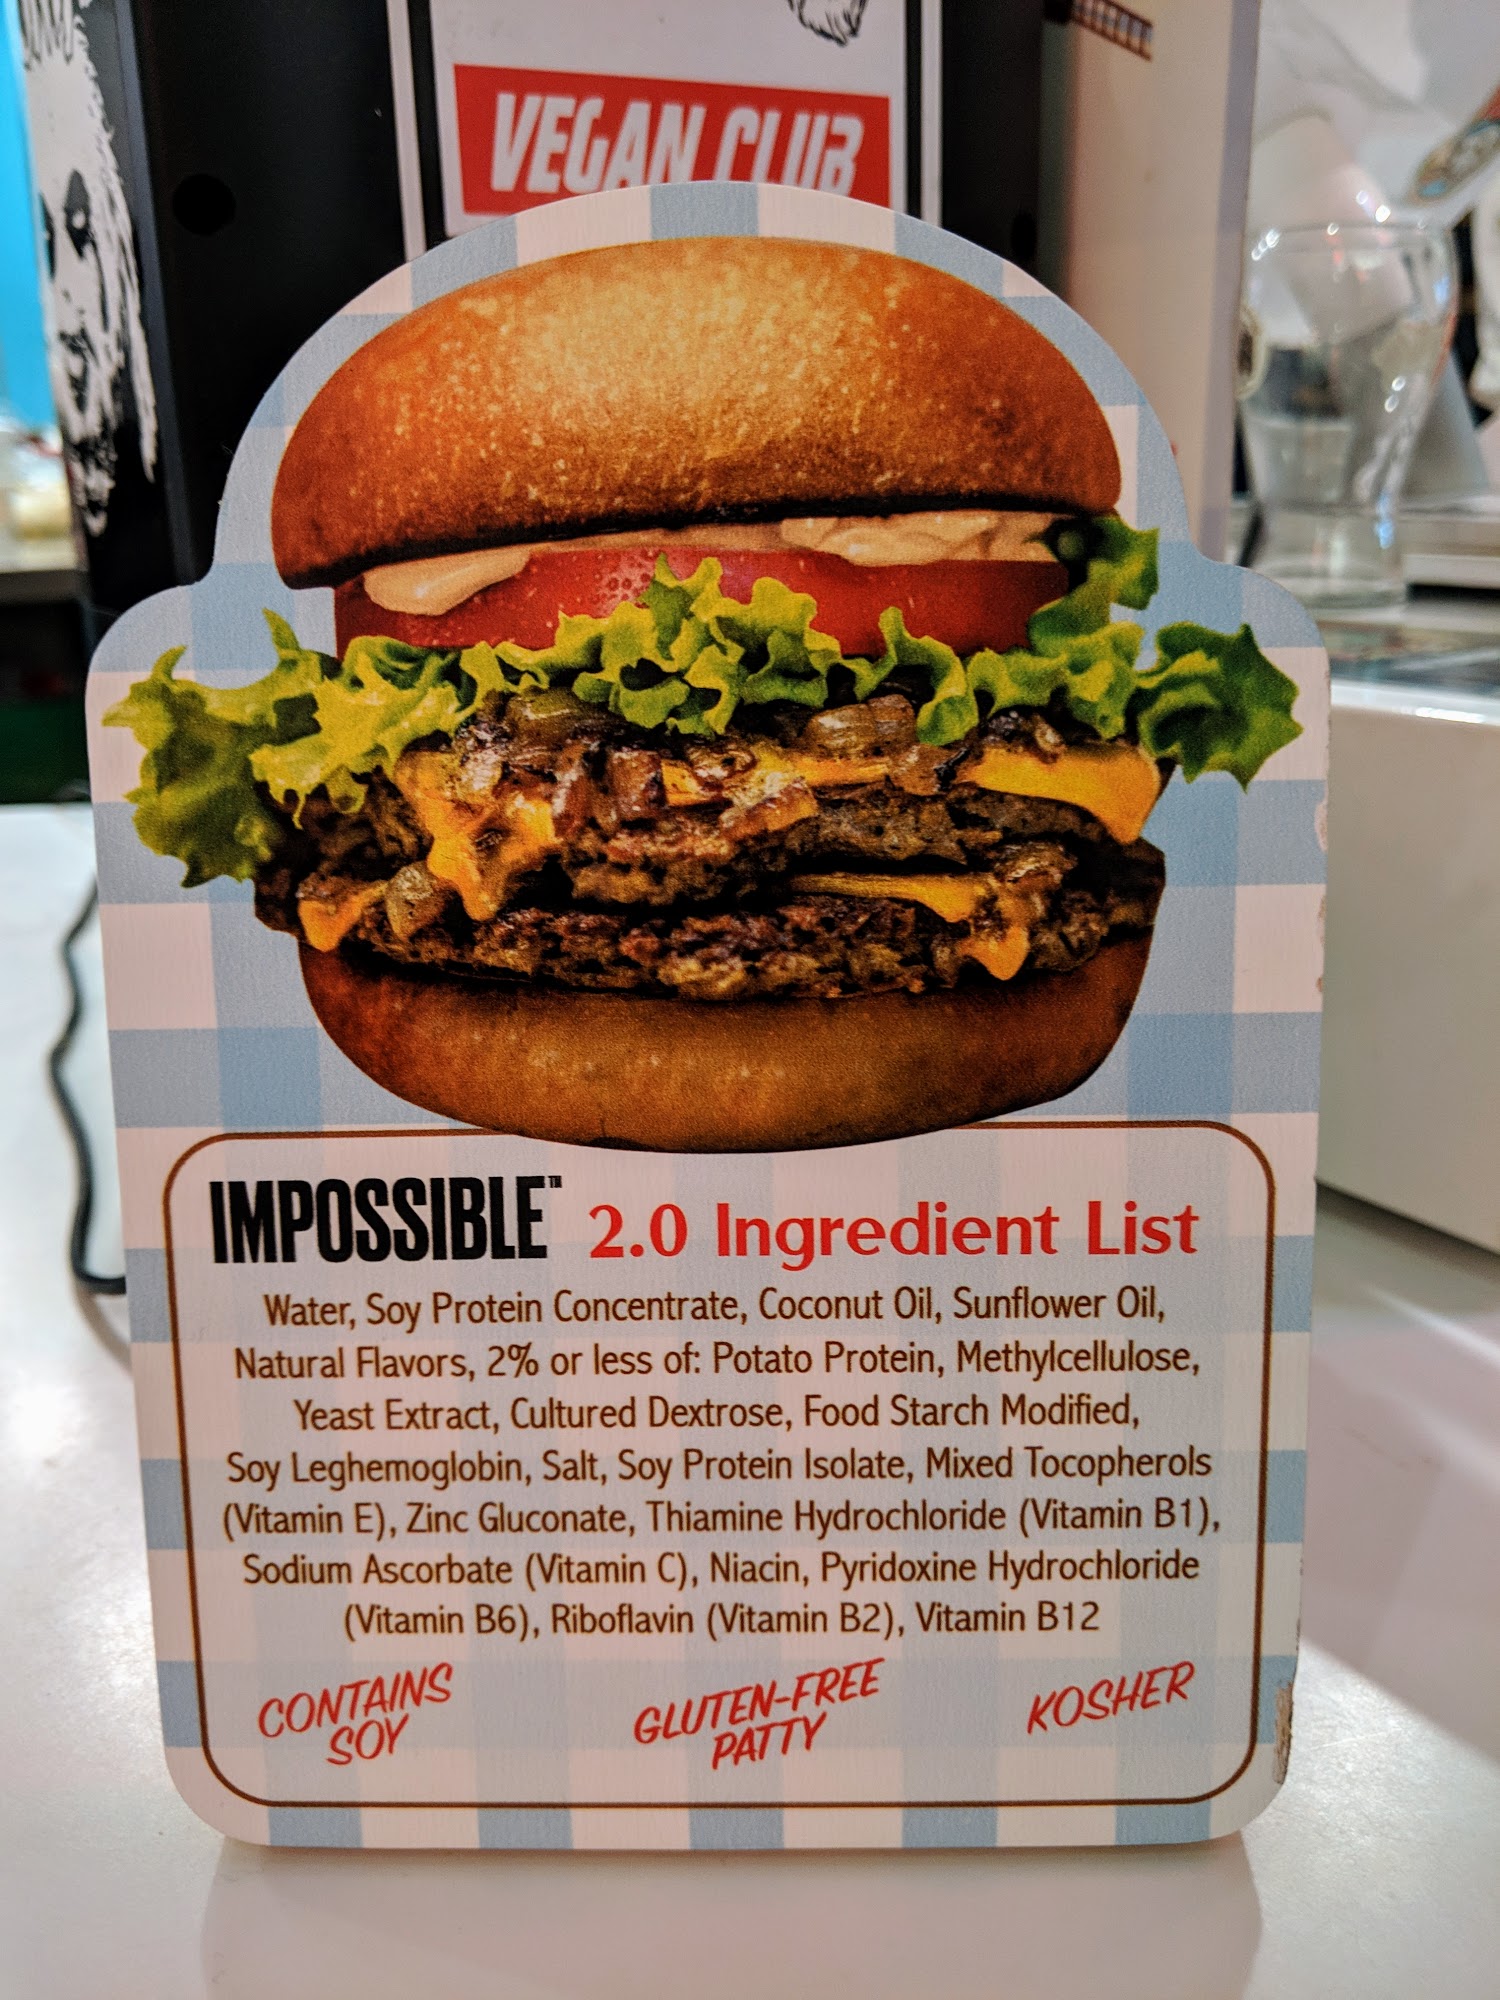 VEGAN CLUB
IMPOSSIBLE™ 2.0 Ingredient List
Water, Soy Protein Concentrate, Coconut Oil, Sunflower Oil,
Natural Flavors, 2% or less of: Potato Protein, Methylcellulose,
Yeast Extract, Cultured Dextrose, Food Starch Modified,
Soy Leghemoglobin, Salt, Soy Protein Isolate, Mixed Tocopherols
(Vitamin E), Zinc Gluconate, Thiamine Hydrochloride (Vitamin B1),
Sodium Ascorbate (Vitamin C), Niacin, Pyridoxine Hydrochloride
(Vitamin B6), Riboflavin (Vitamin B2), Vitamin B12
CONTAINS
SOY
GLUTEN-FREE
PATTY
KOSHER